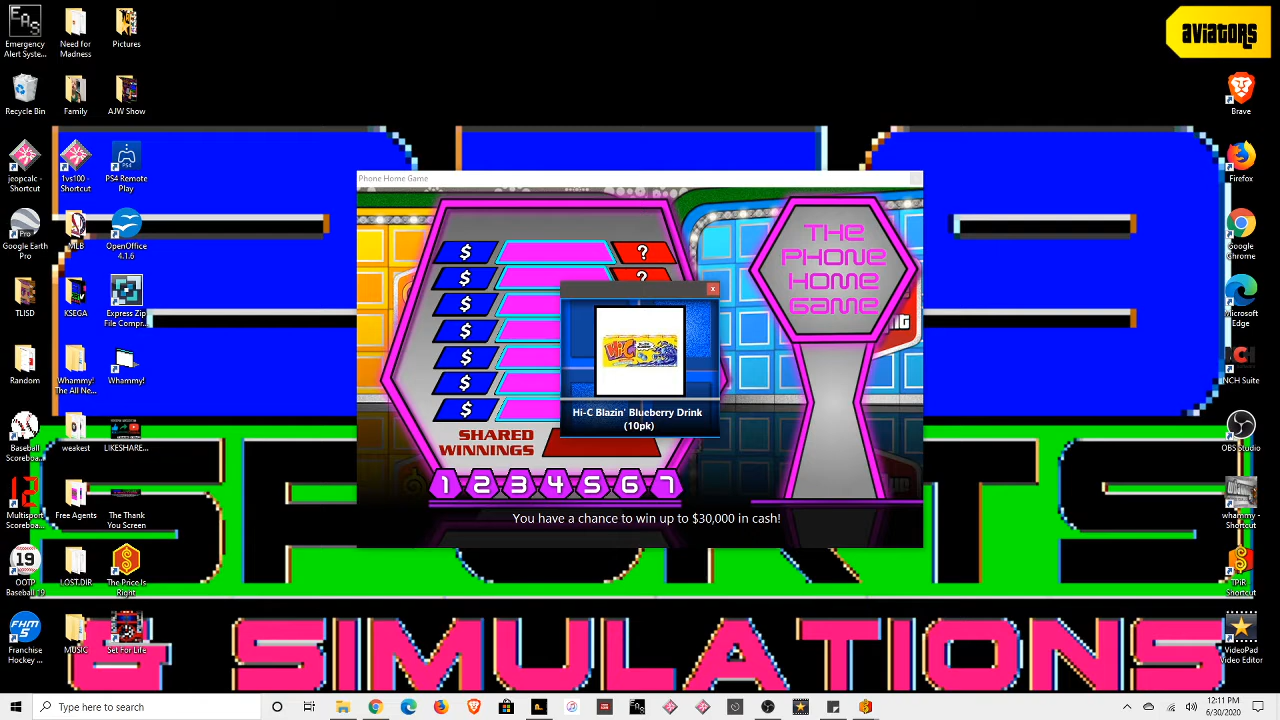 Emergency
Alert Syste...
Need for
Madness
Pictures
aviators
Recycle Bin
Family
AJW Show
Brave
joepalc -
Shortcut
1vs100 -
Shortcut
PS4 Remote
Play
Firefox
Phone Home Game
Google Earth
Pro
MLB
OpenOffice
4.1.6
Google
Chrome
$ ?
$ ?
$
$
$
$
$
THE
PHONE
HOME
GAME
TLISD
KSEGA
Express Zip
File Compr...
Microsoft
Edge
Hi-C
Hi-C Blazin' Blueberry Drink
(10pk)
Random
Whammy!
The All Ne...
Whammy!
NCH Suite
SHARED
WINNINGS
1 2 3 4 5 6 7
You have a chance to win up to $30,000 in cash!
Baseball
Scoreboa...
weakest
LIKESHARE...
OBS Studio
Multisport
Scoreboa...
Free Agents
The Thank
You Screen
whammy -
Shortcut
19
OOTP
Baseball 19
LOST.DIR
The Price Is
Right
TPiR
Shortcut
SPORTS
& SIMULATIONS
FHM
5
Franchise
Hockey ...
MUSIC
Set For Life
VideoPad
Video Editor
Type here to search
12:11 PM
6/30/2020